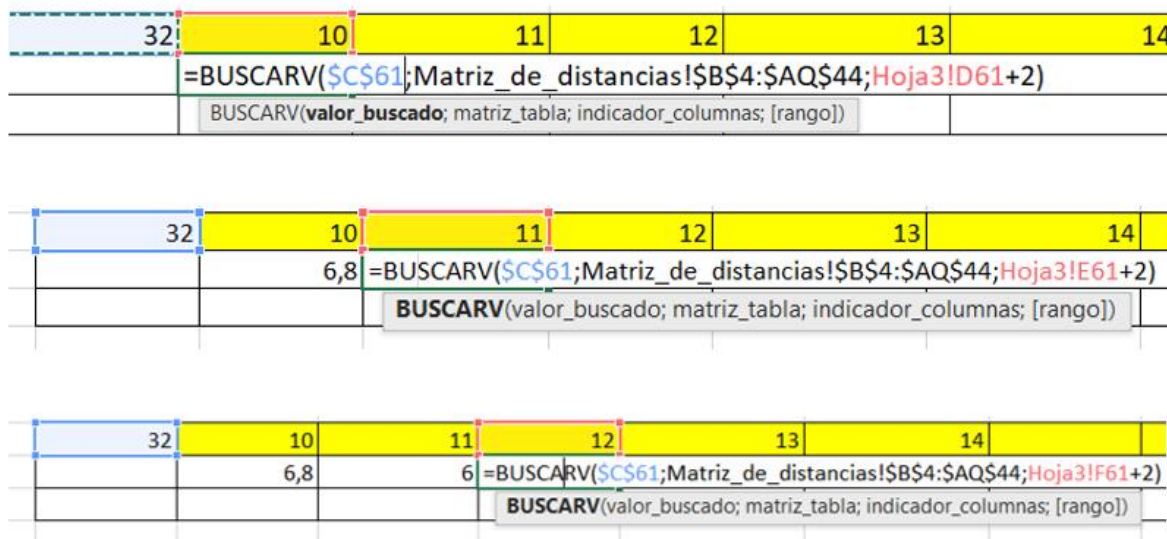 32 10 11 12 13 14
=BUSCARV($C$61;Matriz_de_distancias!$B$4:$AQ$44;Hoja3!D61+2)
BUSCARV(valor_buscado; matriz_tabla; indicador_columnas; [rango])
32 10 11 12 13 14
6,8 =BUSCARV($C$61;Matriz_de_distancias!$B$4:$AQ$44;Hoja3!E61+2)
BUSCARV(valor_buscado; matriz_tabla; indicador_columnas; [rango])
32 10 11 12 13 14
6,8 6 =BUSCARV($C$61;Matriz_de_distancias!$B$4:$AQ$44;Hoja3!F61+2)
BUSCARV(valor_buscado; matriz_tabla; indicador_columnas; [rango])